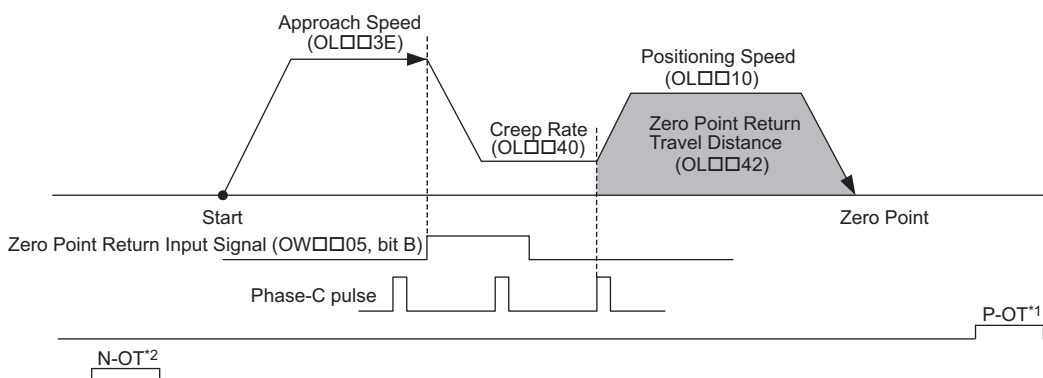 Approach Speed
(OL□□3E)
Positioning Speed
(OL□□10)
Creep Rate
(OL□□40)
Zero Point Return
Travel Distance
(OL□□42)
Start
Zero Point
Zero Point Return Input Signal (OW□□05, bit B)
Phase-C pulse
P-OT*1
N-OT*2